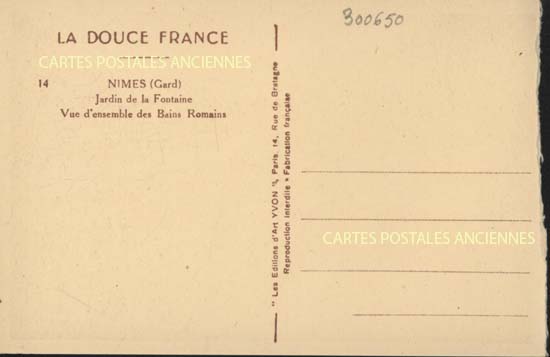 300650
LA DOUCE FRANCE
CARTES POSTALES ANCIENNES
14 NIMES (Gard)
Jardin de la Fontaine
Vue d'ensemble des Bains Romains
" Les Editions d'Art YVON ", Paris, 14, Rue de Bretagne
Reproduction interdite * Fabrication française
CARTES POSTALES ANCIENNES